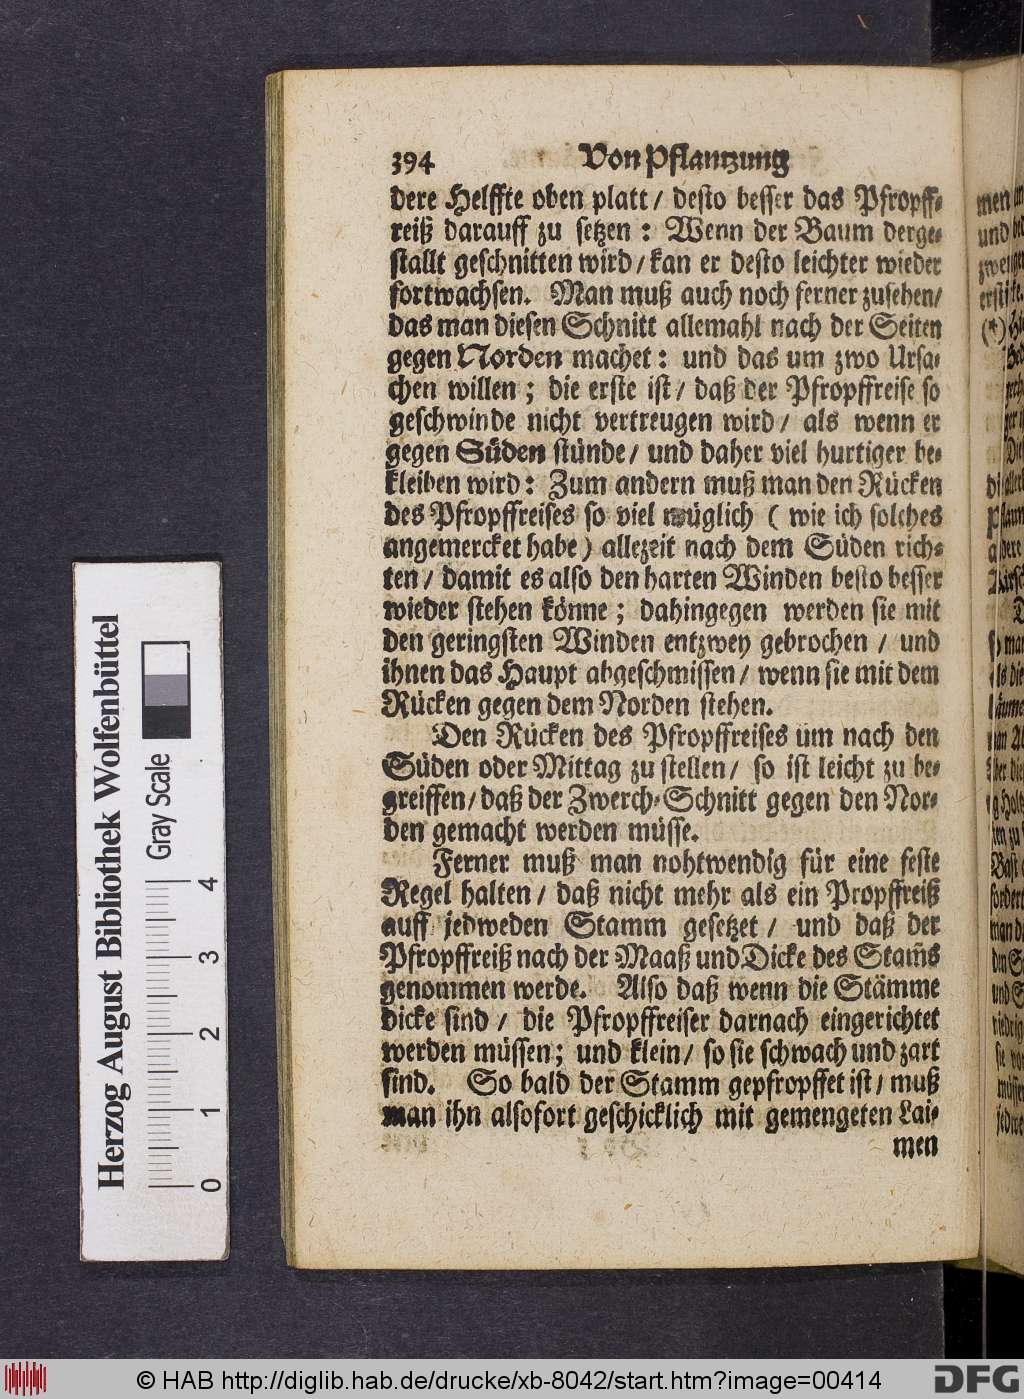 394 Von Pflantzung
dere Helffte oben platt / desto besser das Pfropff-
reiß darauff zu setzen : Wenn der Baum derge-
stallt geschnitten wird / kan er desto leichter wieder
fortwachsen. Man muß auch noch ferner zusehen /
das man diesen Schnitt allemahl nach der Seiten
gegen Norden machet : und das um zwo Ursa-
chen willen ; die erste ist / daß der Pfropffreise so
geschwinde nicht vertreugen wird / als wenn er
gegen Süden stünde / und daher viel hurtiger be-
kleiben wird : Zum andern muß man den Rücken
des Pfropffreises so viel müglich ( wie ich solches
angemercket habe ) allezeit nach dem Süden rich-
ten / damit es also den harten Winden besto besser
wieder stehen könne ; dahingegen werden sie mit
den geringsten Winden entzwey gebrochen / und
ihnen das Haupt abgeschmissen / wenn sie mit dem
Rücken gegen dem Norden stehen.
Den Rücken des Pfropffreises um nach den
Süden oder Mittag zu stellen / so ist leicht zu be-
greiffen / daß der Zwerch-Schnitt gegen den Nor-
den gemacht werden müsse.
Ferner muß man nohtwendig für eine feste
Regel halten / daß nicht mehr als ein Propffreiß
auff jedweden Stamm gesetzet / und daß der
Pfropffreiß nach der Maaß und Dicke des Stam̃s
genommen werde. Also daß wenn die Stämme
dicke sind / die Pfropffreiser darnach eingerichtet
werden müssen ; und klein / so sie schwach und zart
sind. So bald der Stamm gepfropffet ist / muß
man ihn alsofort geschicklich mit gemengeten Lai-
men
Herzog August Bibliothek Wolfenbüttel
Gray Scale
0 1 2 3 4
© HAB http://diglib.hab.de/drucke/xb-8042/start.htm?image=00414
DFG